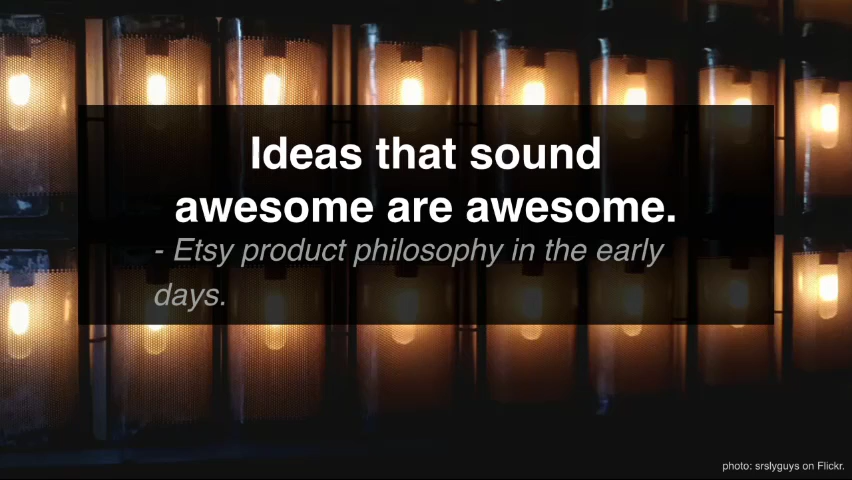 Ideas that sound
awesome are awesome.
- Etsy product philosophy in the early
days.
photo: srslyguys on Flickr.